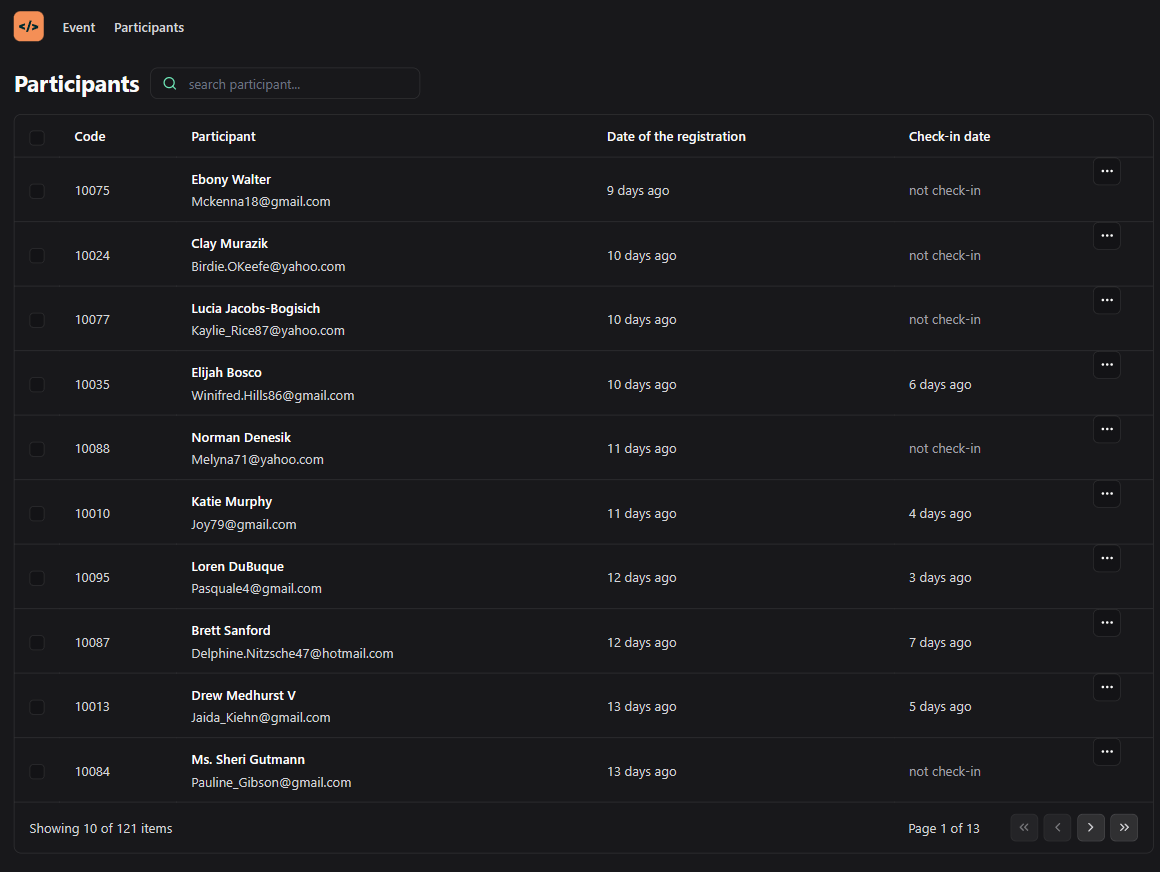 </> Event Participants
Participants search participant...
Code Participant Date of the registration Check-in date
Ebony Walter
10075 9 days ago not check-in
Mckenna18@gmail.com
Clay Murazik
10024 10 days ago not check-in
Birdie.OKeefe@yahoo.com
Lucia Jacobs-Bogisich
10077 10 days ago not check-in
Kaylie_Rice87@yahoo.com
Elijah Bosco
10035 10 days ago 6 days ago
Winifred.Hills86@gmail.com
Norman Denesik
10088 11 days ago not check-in
Melyna71@yahoo.com
Katie Murphy
10010 11 days ago 4 days ago
Joy79@gmail.com
Loren DuBuque
10095 12 days ago 3 days ago
Pasquale4@gmail.com
Brett Sanford
10087 12 days ago 7 days ago
Delphine.Nitzsche47@hotmail.com
Drew Medhurst V
10013 13 days ago 5 days ago
Jaida_Kiehn@gmail.com
Ms. Sheri Gutmann
10084 13 days ago not check-in
Pauline_Gibson@gmail.com
Showing 10 of 121 items Page 1 of 13